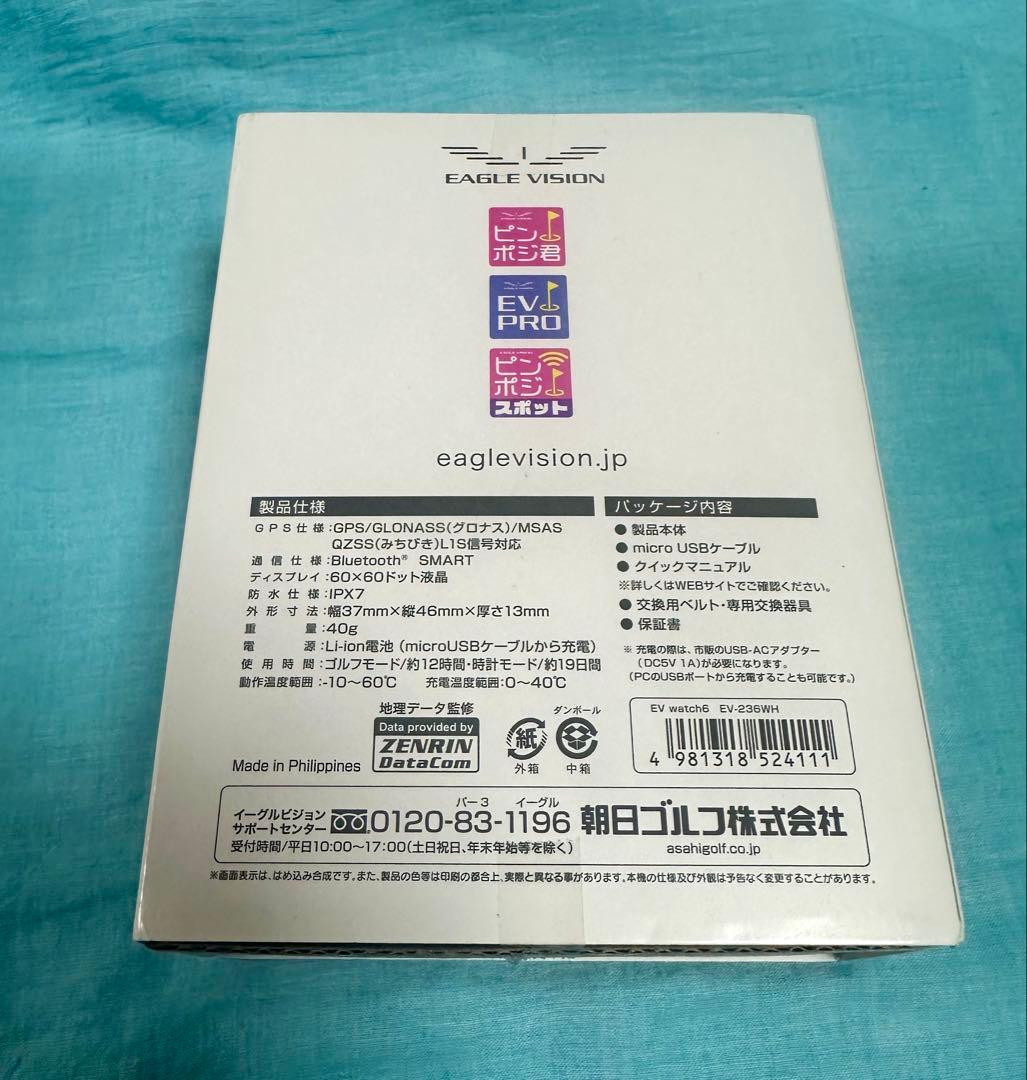 EAGLE VISION
ピン
ポジ君
EV
PRO
ピン
ポジ
スポット
eaglevision.jp
製品仕様
GPS仕様:GPS/GLONASS(グロナス)/MSAS
QZSS(みちびき)L1S信号対応
通信仕様:Bluetooth® SMART
ディスプレイ:60×60ドット液晶
防水仕様:IPX7
外形寸法:幅37mm×縦46mm×厚さ13mm
重量:40g
電源:Li-ion電池(microUSBケーブルから充電)
使用時間:ゴルフモード/約12時間・時計モード/約19日間
動作温度範囲:-10〜60℃ 充電温度範囲:0〜40℃
パッケージ内容
● 製品本体
● micro USBケーブル
● クイックマニュアル
※詳しくはWEBサイトでご確認ください。
● 交換用ベルト・専用交換器具
● 保証書
※ 充電の際は、市販のUSB-ACアダプター
(DC5V 1A)が必要になります。
(PCのUSBポートから充電することも可能です。)
地理データ監修
Data provided by
ZENRIN
DataCom
Made in Philippines
紙
外箱
ダンボール
中箱
EV watch6 EV-236WH
4 981318 524111
イーグルビジョン
サポートセンター
パー3 イーグル
0120-83-1196
受付時間/平日10:00〜17:00(土日祝日、年末年始等を除く)
朝日ゴルフ株式会社
asahigolf.co.jp
※画面表示は、はめ込み合成です。また、製品の色等は印刷の都合上、実際と異なる事があります。本機の仕様及び外観は予告なく変更することがあります。